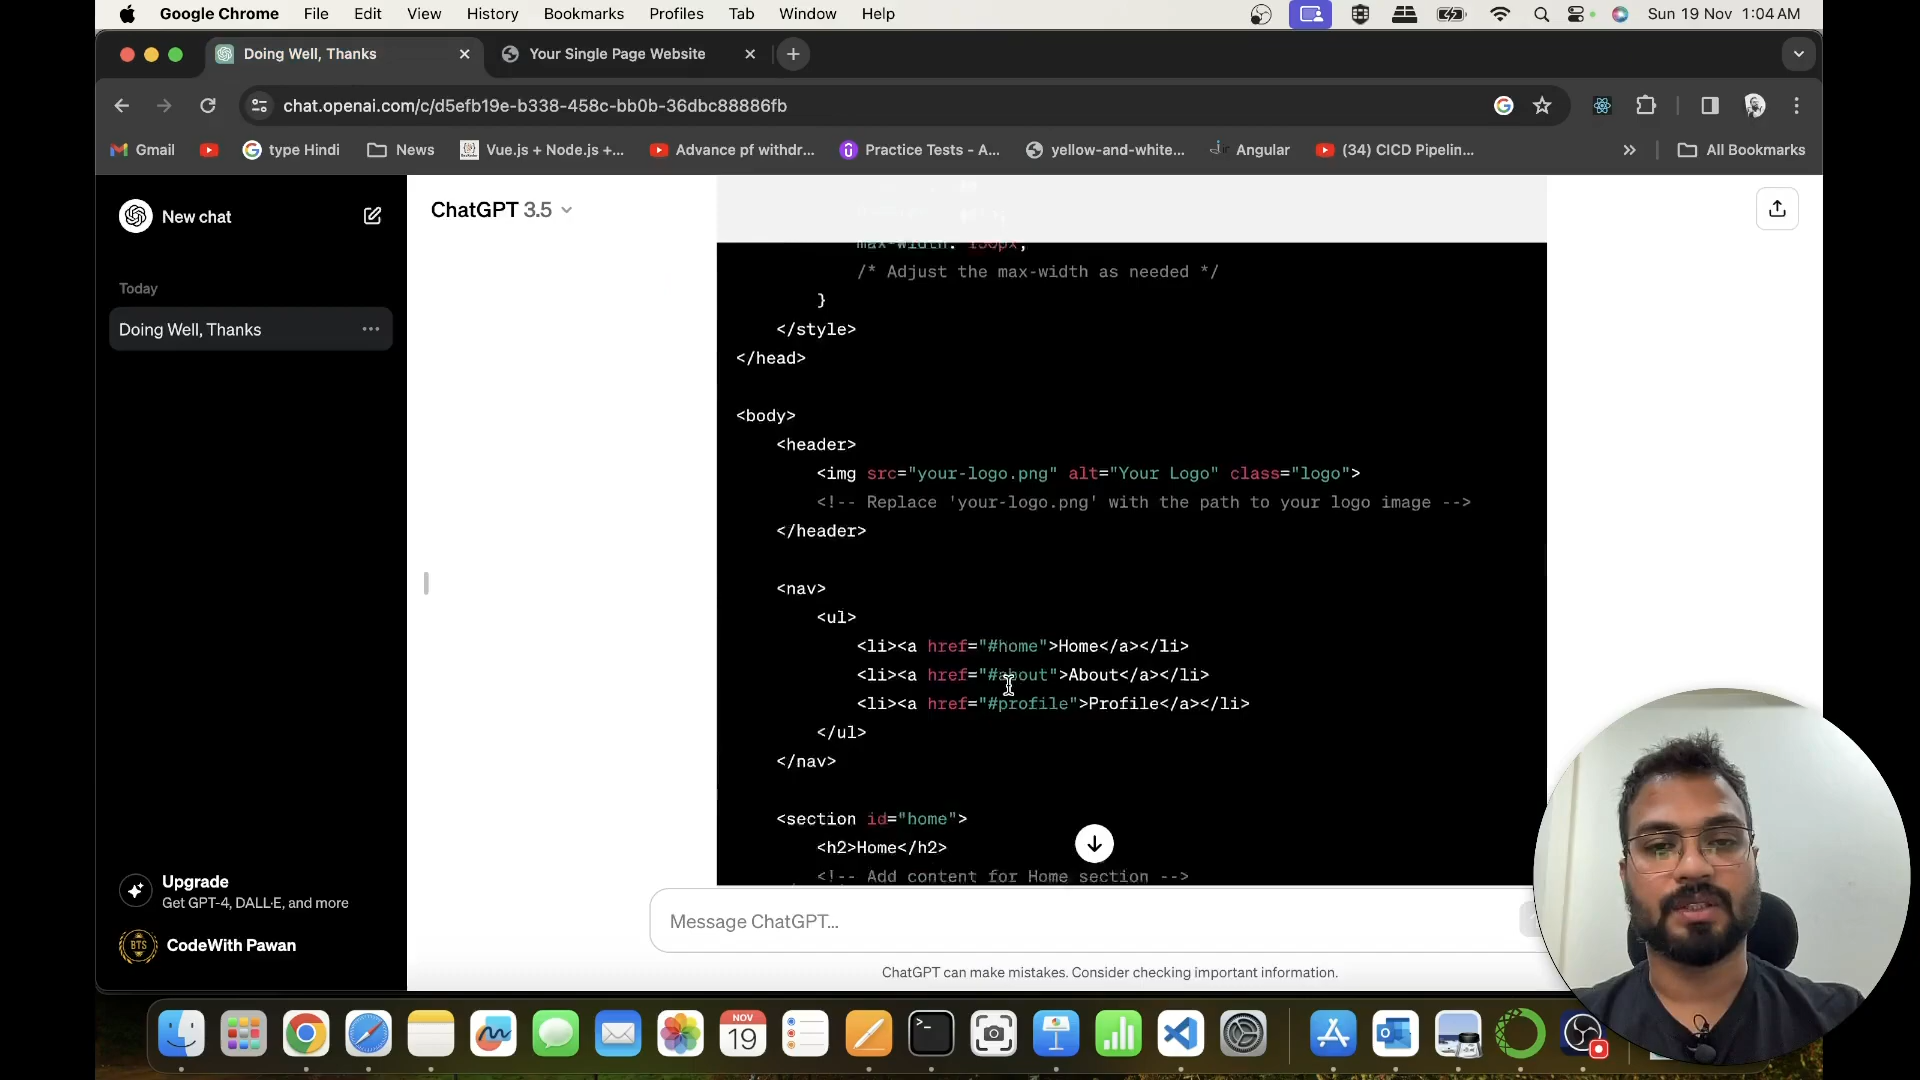 Google Chrome File Edit View History Bookmarks Profiles Tab Window Help Sun 19 Nov 1:04 AM
Doing Well, Thanks Your Single Page Website
chat.openai.com/c/d5efb19e-b338-458c-bb0b-36dbc88886fb
Gmail type Hindi News Vue.js + Node.js +... Advance pf withdr... Practice Tests - A... yellow-and-white... Angular (34) CICD Pipelin... » All Bookmarks
New chat
ChatGPT 3.5
Today
Doing Well, Thanks
max-width: 150px;
/* Adjust the max-width as needed */
}
</style>
</head>
<body>
<header>
<img src="your-logo.png" alt="Your Logo" class="logo">
<!-- Replace 'your-logo.png' with the path to your logo image -->
</header>
<nav>
<ul>
<li><a href="#home">Home</a></li>
<li><a href="#about">About</a></li>
<li><a href="#profile">Profile</a></li>
</ul>
</nav>
<section id="home">
<h2>Home</h2>
<!-- Add content for Home section -->
Upgrade
Get GPT-4, DALL·E, and more
BTS
CodeWith Pawan
Message ChatGPT...
ChatGPT can make mistakes. Consider checking important information.
NOV
19